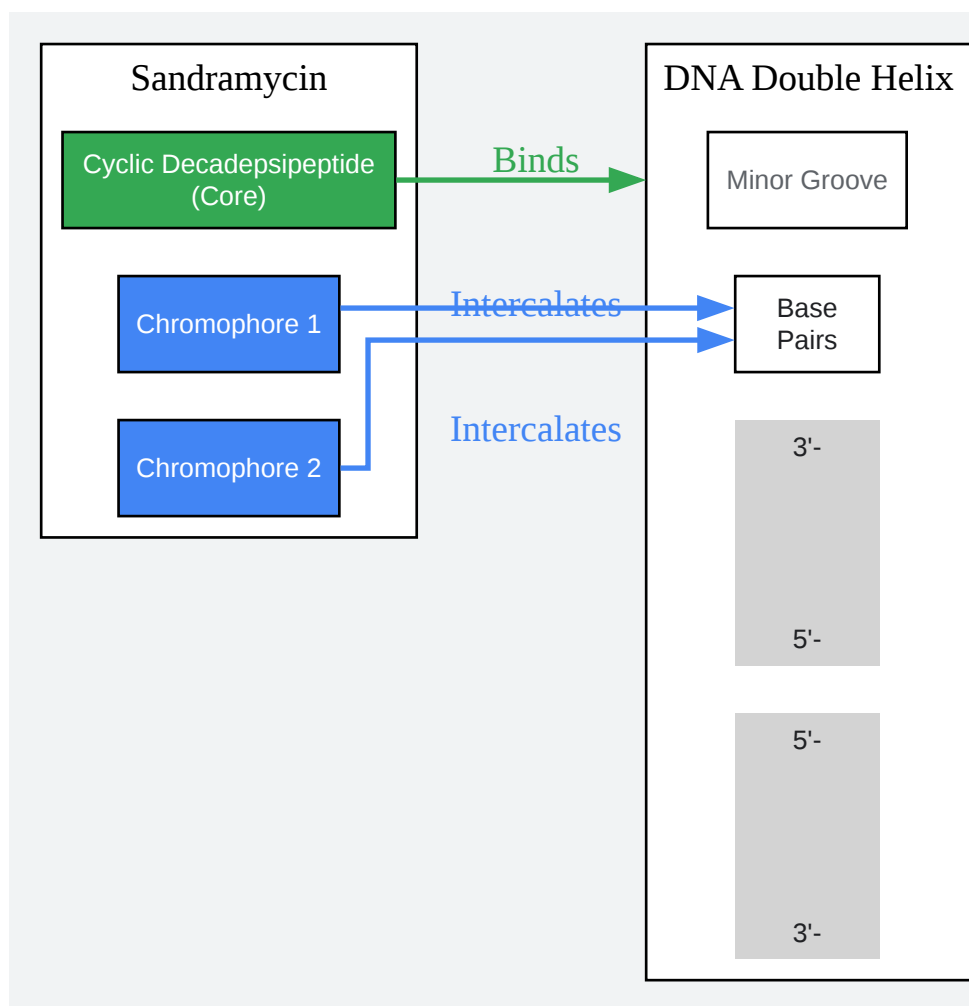 Sandramycin
Cyclic Decadepsipeptide
(Core)
Chromophore 1
Chromophore 2
Binds
Intercalates
Intercalates
DNA Double Helix
Minor Groove
Base
Pairs
3'-
5'-
5'-
3'-